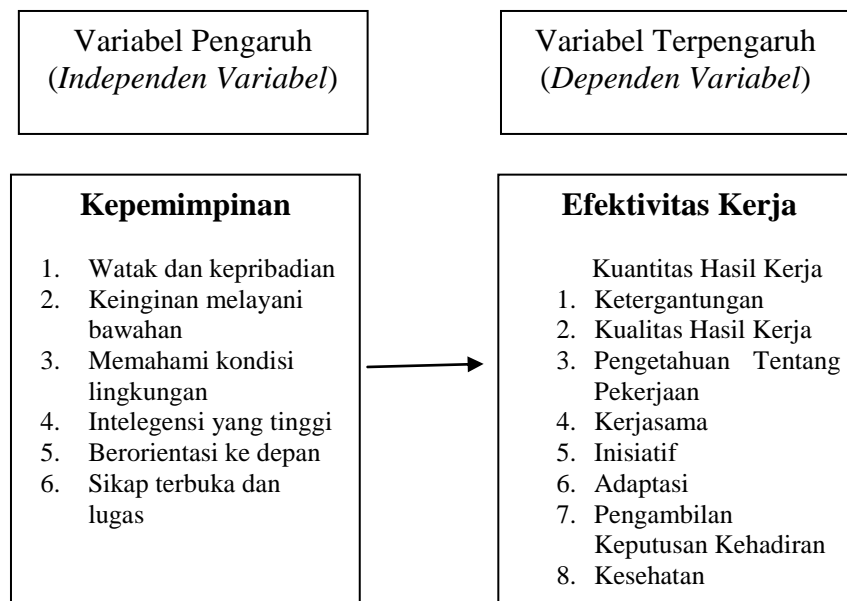 Variabel Pengaruh
(Independen Variabel)
Variabel Terpengaruh
(Dependen Variabel)
Kepemimpinan
1. Watak dan kepribadian
2. Keinginan melayani
bawahan
3. Memahami kondisi
lingkungan
4. Intelegensi yang tinggi
5. Berorientasi ke depan
6. Sikap terbuka dan
lugas
Efektivitas Kerja
Kuantitas Hasil Kerja
1. Ketergantungan
2. Kualitas Hasil Kerja
3. Pengetahuan Tentang
Pekerjaan
4. Kerjasama
5. Inisiatif
6. Adaptasi
7. Pengambilan
Keputusan Kehadiran
8. Kesehatan